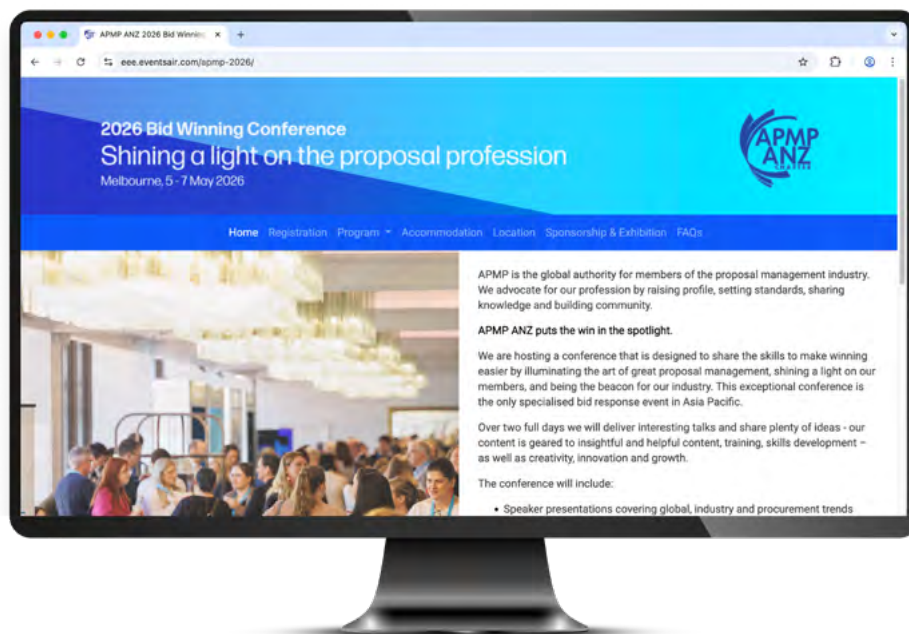 APMP ANZ 2026 Bid Winning
eee.eventsair.com/apmp-2026/
2026 Bid Winning Conference
Shining a light on the proposal profession
Melbourne, 5 - 7 May 2026
APMP
ANZ
CHAPTER
Home Registration Program Accommodation Location Sponsorship & Exhibition FAQs
APMP is the global authority for members of the proposal management industry.
We advocate for our profession by raising profile, setting standards, sharing
knowledge and building community.
APMP ANZ puts the win in the spotlight.
We are hosting a conference that is designed to share the skills to make winning
easier by illuminating the art of great proposal management, shining a light on our
members, and being the beacon for our industry. This exceptional conference is
the only specialised bid response event in Asia Pacific.
Over two full days we will deliver interesting talks and share plenty of ideas - our
content is geared to insightful and helpful content, training, skills development –
as well as creativity, innovation and growth.
The conference will include:
• Speaker presentations covering global, industry and procurement trends